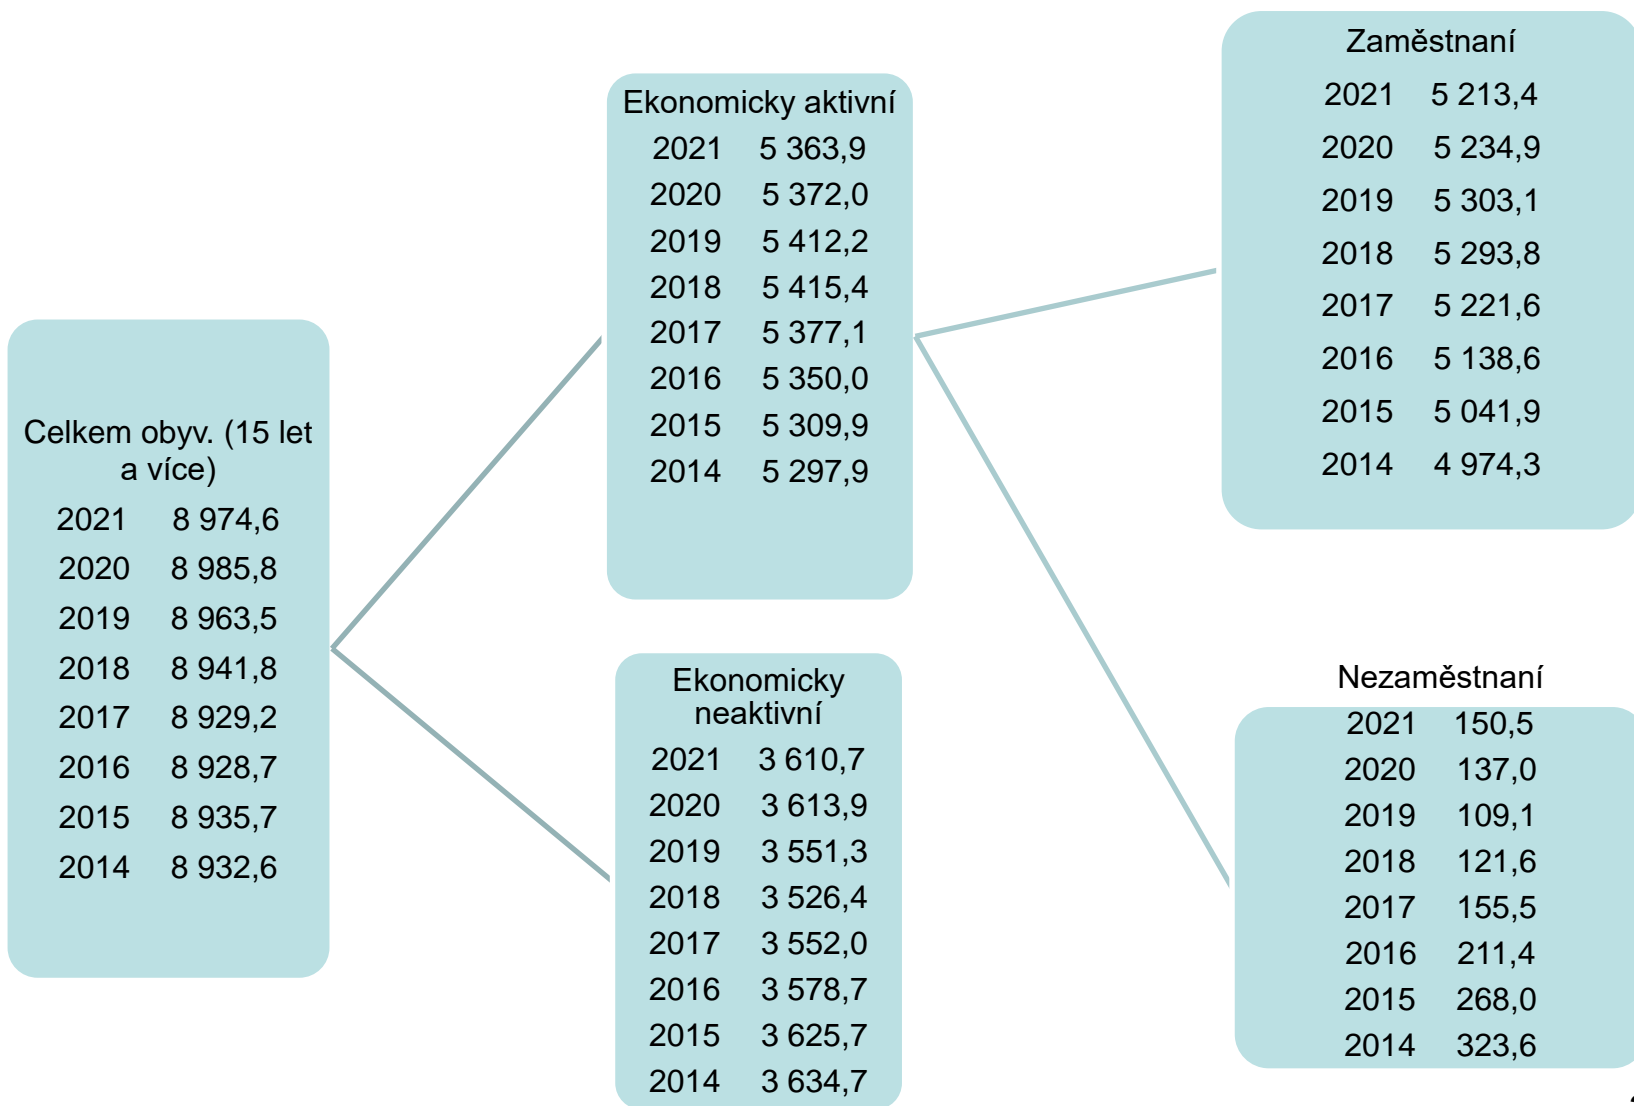 Celkem obyv. (15 let
a více)
2021 8 974,6
2020 8 985,8
2019 8 963,5
2018 8 941,8
2017 8 929,2
2016 8 928,7
2015 8 935,7
2014 8 932,6
Ekonomicky aktivní
2021 5 363,9
2020 5 372,0
2019 5 412,2
2018 5 415,4
2017 5 377,1
2016 5 350,0
2015 5 309,9
2014 5 297,9
Ekonomicky
neaktivní
2021 3 610,7
2020 3 613,9
2019 3 551,3
2018 3 526,4
2017 3 552,0
2016 3 578,7
2015 3 625,7
2014 3 634,7
Zaměstnaní
2021 5 213,4
2020 5 234,9
2019 5 303,1
2018 5 293,8
2017 5 221,6
2016 5 138,6
2015 5 041,9
2014 4 974,3
Nezaměstnaní
2021 150,5
2020 137,0
2019 109,1
2018 121,6
2017 155,5
2016 211,4
2015 268,0
2014 323,6